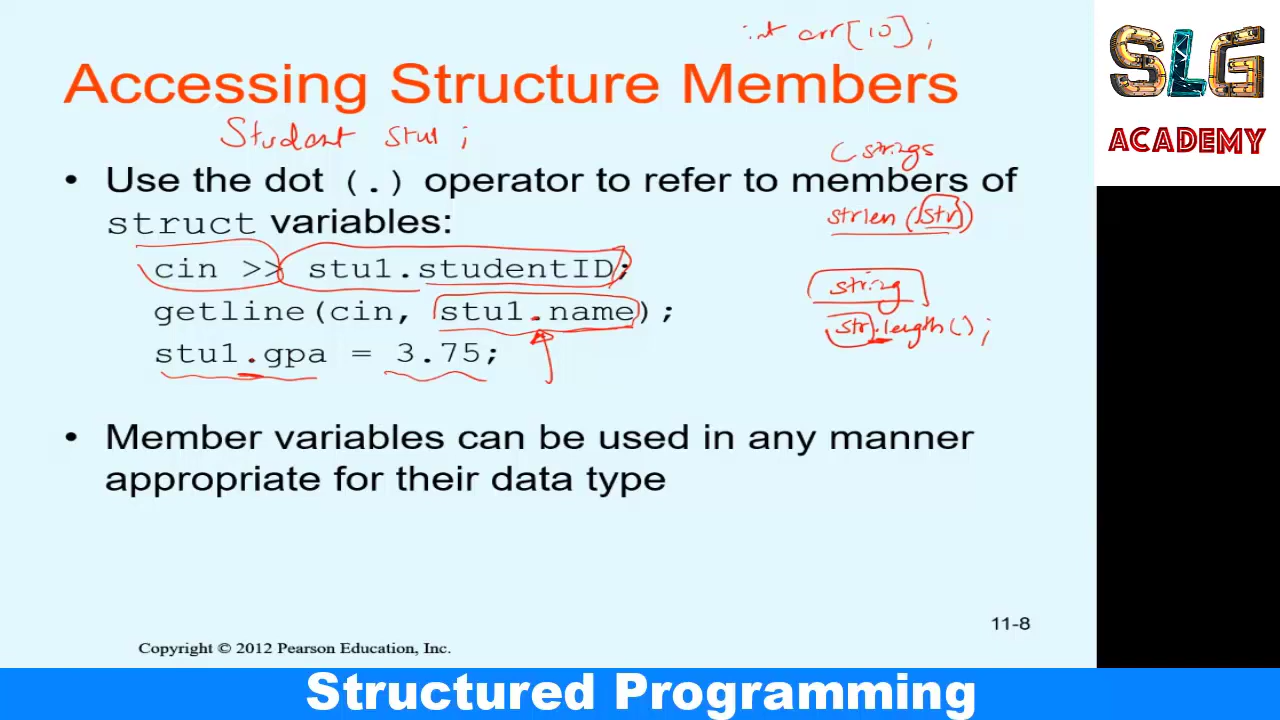 int arr[10];
SLG
ACADEMY
Accessing Structure Members
Student stu1;
C strings
• Use the dot (.) operator to refer to members of
struct variables:
strlen(str)
cin >> stu1.studentID;
string
getline(cin, stu1.name);
str.length();
stu1.gpa = 3.75;
• Member variables can be used in any manner
appropriate for their data type
11-8
Copyright © 2012 Pearson Education, Inc.
Structured Programming